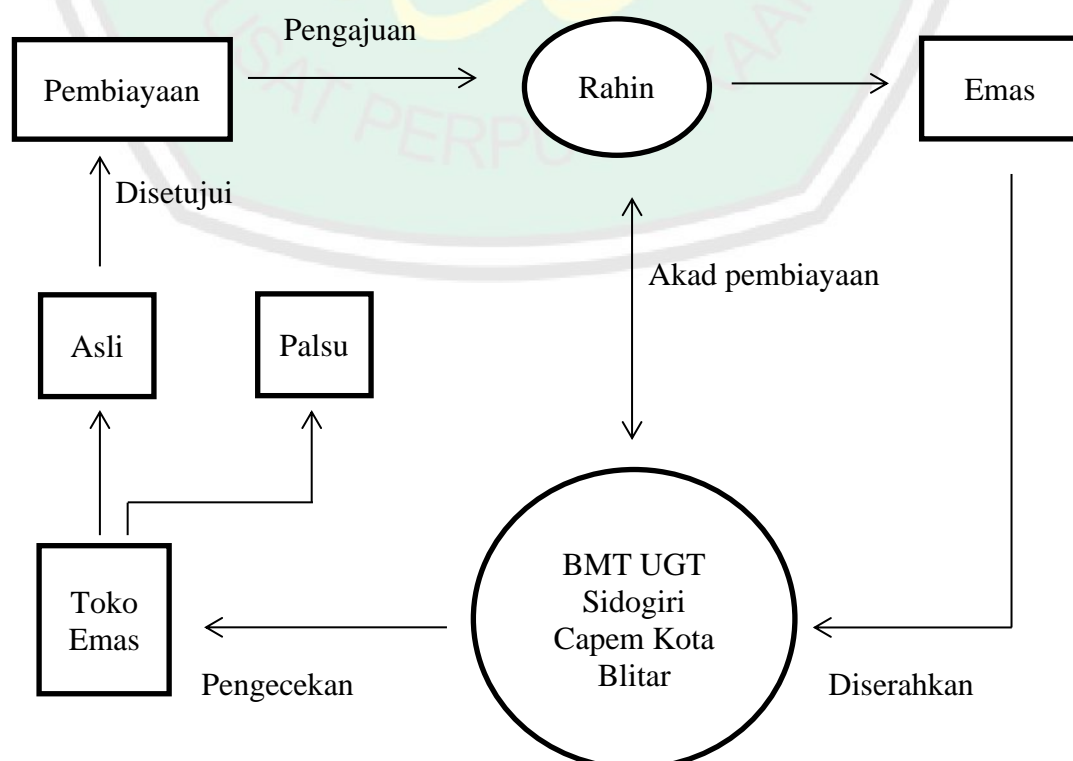 Pengajuan
Pembiayaan
Rahin
Emas
Disetujui
Akad pembiayaan
Asli
Palsu
BMT UGT
Sidogiri
Capem Kota
Blitar
Toko
Emas
Pengecekan
Diserahkan
PERPU